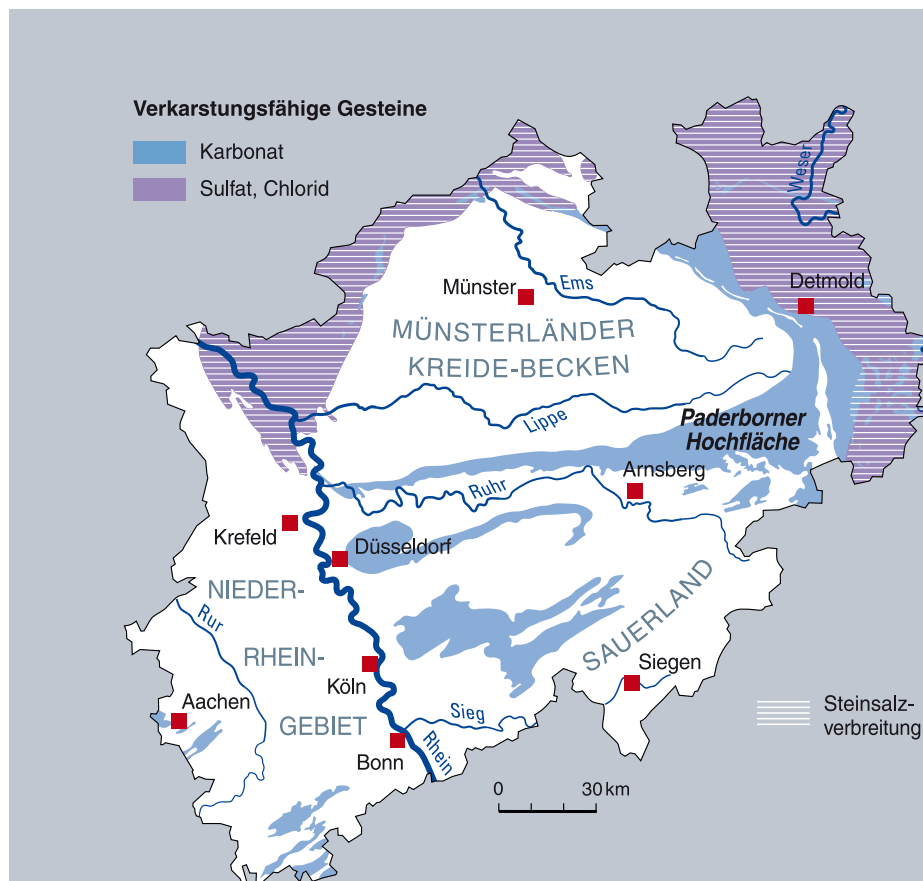 Verkarstungsfähige Gesteine
Karbonat
Sulfat, Chlorid
Weser
Detmold
Münster
Ems
MÜNSTERLÄNDER
KREIDE-BECKEN
Lippe
Paderborner
Hochfläche
Arnsberg
Ruhr
Krefeld
Düsseldorf
NIEDER-
RHEIN-
GEBIET
Rur
SAUERLAND
Köln
Siegen
Aachen
Sieg
Bonn
Rhein
Steinsalz-
verbreitung
0 30 km